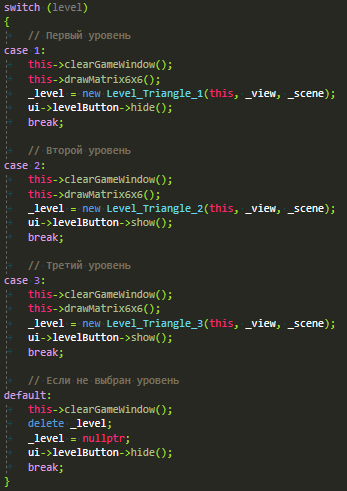 switch (level)
{
// Первый уровень
case 1:
this->clearGameWindow();
this->drawMatrix6x6();
_level = new Level_Triangle_1(this, _view, _scene);
ui->levelButton->hide();
break;
// Второй уровень
case 2:
this->clearGameWindow();
this->drawMatrix6x6();
_level = new Level_Triangle_2(this, _view, _scene);
ui->levelButton->show();
break;
// Третий уровень
case 3:
this->clearGameWindow();
this->drawMatrix6x6();
_level = new Level_Triangle_3(this, _view, _scene);
ui->levelButton->show();
break;
// Если не выбран уровень
default:
this->clearGameWindow();
delete _level;
_level = nullptr;
ui->levelButton->hide();
break;
}